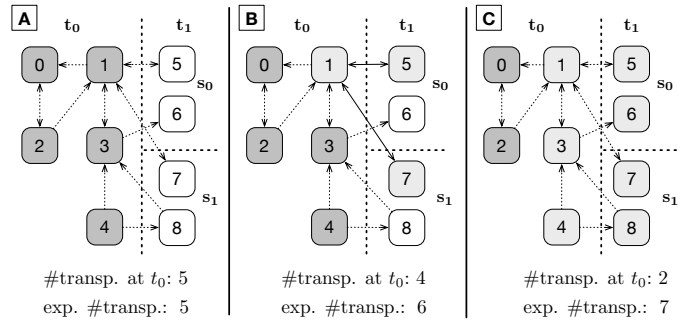 A t₀ t₁
0 1 5
s₀
6
2 3
7
s₁
4 8
#transp. at t₀: 5
exp. #transp.: 5
B t₀ t₁
0 1 5
s₀
6
2 3
7
s₁
4 8
#transp. at t₀: 4
exp. #transp.: 6
C t₀ t₁
0 1 5
s₀
6
2 3
7
s₁
4 8
#transp. at t₀: 2
exp. #transp.: 7